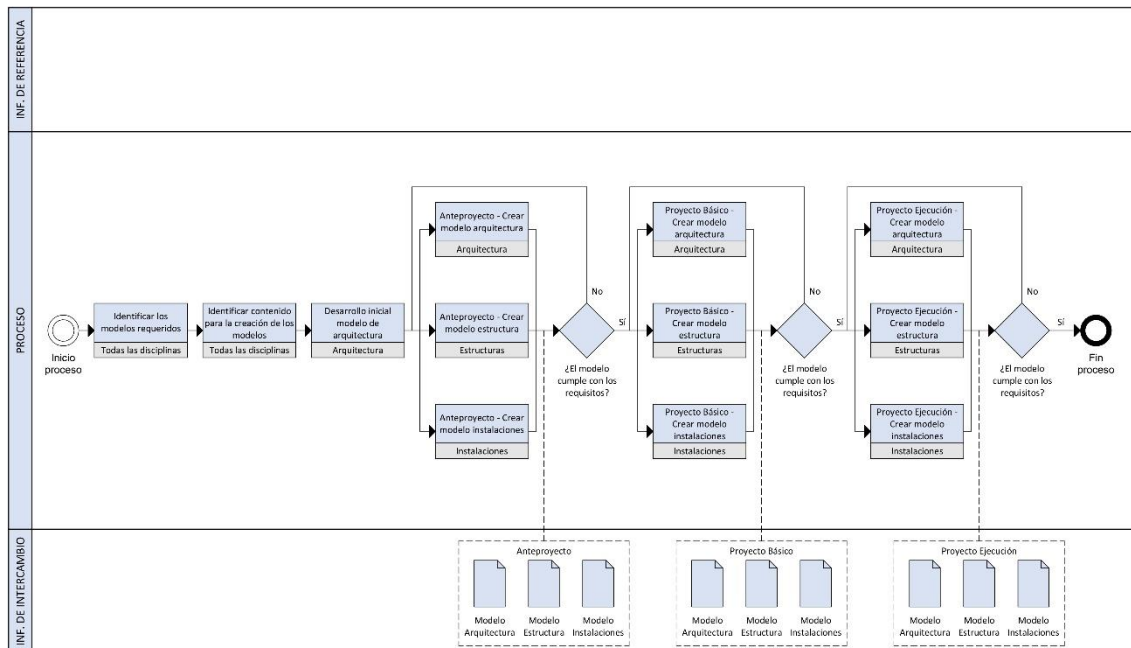 INF. DE REFERENCIA
PROCESO
Inicio
proceso
Identificar los
modelos requeridos
Todas las disciplinas
Identificar contenido
para la creación de los
modelos
Todas las disciplinas
Desarrollo inicial
modelo de
arquitectura
Arquitectura
Anteproyecto - Crear
modelo arquitectura
Arquitectura
Anteproyecto - Crear
modelo estructura
Estructuras
Anteproyecto - Crear
modelo instalaciones
Instalaciones
No
Sí
¿El modelo
cumple con los
requisitos?
Proyecto Básico -
Crear modelo
arquitectura
Arquitectura
Proyecto Básico -
Crear modelo
estructura
Estructuras
Proyecto Básico -
Crear modelo
instalaciones
Instalaciones
No
Sí
¿El modelo
cumple con los
requisitos?
Proyecto Ejecución -
Crear modelo
arquitectura
Arquitectura
Proyecto Ejecución -
Crear modelo
estructura
Estructuras
Proyecto Ejecución -
Crear modelo
instalaciones
Instalaciones
No
Sí
¿El modelo
cumple con los
requisitos?
Fin
proceso
INF. DE INTERCAMBIO
Anteproyecto
Modelo
Arquitectura
Modelo
Estructura
Modelo
Instalaciones
Proyecto Básico
Modelo
Arquitectura
Modelo
Estructura
Modelo
Instalaciones
Proyecto Ejecución
Modelo
Arquitectura
Modelo
Estructura
Modelo
Instalaciones